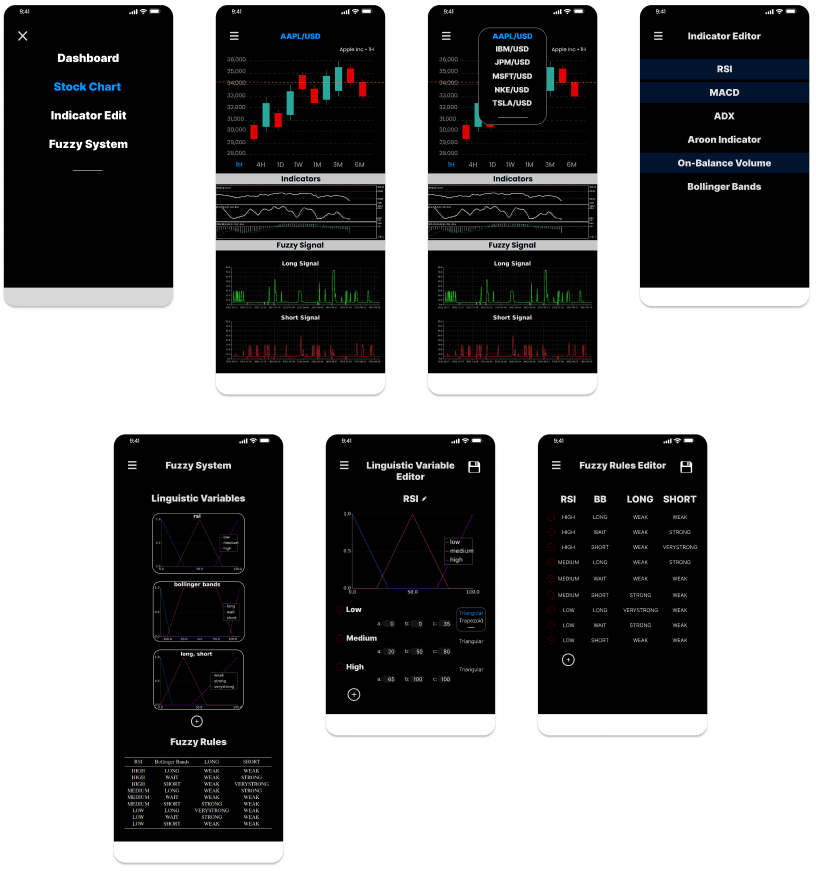 9:41
Dashboard
Stock Chart
Indicator Edit
Fuzzy System
9:41
AAPL/USD
Apple Inc • 1H
36,000
35,000
34,000
33,000
32,000
31,000
30,000
29,000
28,000
1H 4H 1D 1W 1M 3M 6M
Indicators
Fuzzy Signal
Long Signal
Short Signal
9:41
AAPL/USD
IBM/USD
JPM/USD
MSFT/USD
NKE/USD
TSLA/USD
Apple Inc • 1H
36,000
35,000
34,000
33,000
32,000
31,000
30,000
29,000
28,000
1H 4H 1D 1W 1M 3M 6M
Indicators
Fuzzy Signal
Long Signal
Short Signal
9:41
Indicator Editor
RSI
MACD
ADX
Aroon Indicator
On-Balance Volume
Bollinger Bands
9:41
Fuzzy System
Linguistic Variables
rsi
low
medium
high
bollinger bands
long
wait
short
long, short
weak
strong
verystrong
Fuzzy Rules
RSI Bollinger Bands LONG SHORT
HIGH LONG WEAK WEAK
HIGH WAIT WEAK STRONG
HIGH SHORT WEAK VERYSTRONG
MEDIUM LONG WEAK STRONG
MEDIUM WAIT WEAK WEAK
MEDIUM SHORT STRONG WEAK
LOW LONG VERYSTRONG WEAK
LOW WAIT STRONG WEAK
LOW SHORT WEAK WEAK
9:41
Linguistic Variable
Editor
RSI
1.0
0.5
0.0
0.0 50.0 100.0
low
medium
high
Low
a: 0 b: 0 c: 35
Triangular
Trapezoid
Medium
Triangular
a: 20 b: 50 c: 80
High
Triangular
a: 65 b: 100 c: 100
9:41
Fuzzy Rules Editor
RSI BB LONG SHORT
HIGH LONG WEAK WEAK
HIGH WAIT WEAK STRONG
HIGH SHORT WEAK VERYSTRONG
MEDIUM LONG WEAK STRONG
MEDIUM WAIT WEAK WEAK
MEDIUM SHORT STRONG WEAK
LOW LONG VERYSTRONG WEAK
LOW WAIT STRONG WEAK
LOW SHORT WEAK WEAK